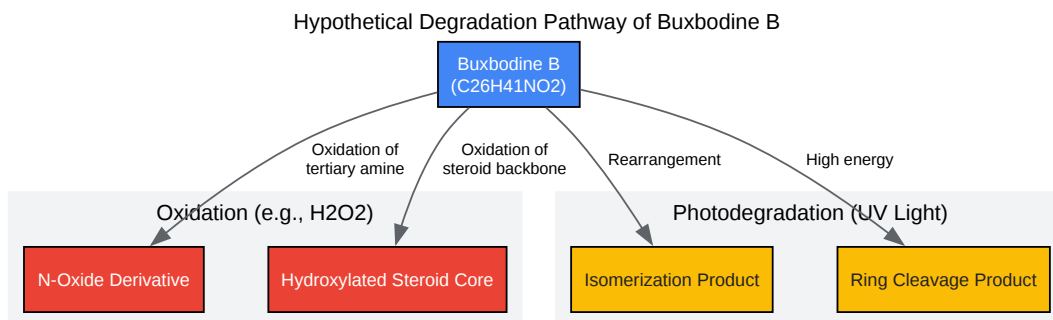 Hypothetical Degradation Pathway of Buxbodine B
Buxbodine B
(C26H41NO2)
Oxidation of
tertiary amine
Oxidation of
steroid backbone
Rearrangement
High energy
Oxidation (e.g., H2O2)
Photodegradation (UV Light)
N-Oxide Derivative
Hydroxylated Steroid Core
Isomerization Product
Ring Cleavage Product